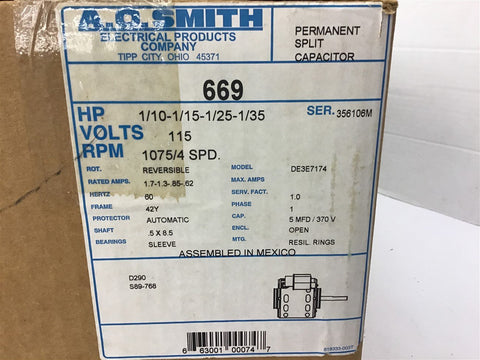 A.O. SMITH
ELECTRICAL PRODUCTS
COMPANY
TIPP CITY, OHIO 45371
PERMANENT
SPLIT
CAPACITOR
669
HP 1/10-1/15-1/25-1/35 SER. 356106M
VOLTS 115
RPM 1075/4 SPD.
ROT. REVERSIBLE MODEL DE3E7174
RATED AMPS. 1.7-1.3-.85-.62 MAX. AMPS
HERTZ 60 SERV. FACT. 1.0
FRAME 42Y PHASE 1
PROTECTOR AUTOMATIC CAP. 5 MFD / 370 V
SHAFT .5 X 8.5 ENCL. OPEN
BEARINGS SLEEVE MTG. RESIL. RINGS
ASSEMBLED IN MEXICO
D290
S89-768
6 63001 00074 7